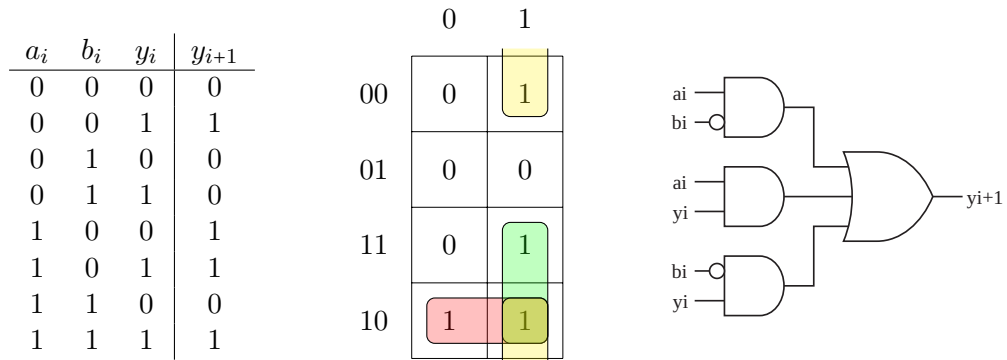 a_i b_i y_i y_{i+1}
0 0 0 0
0 0 1 1
0 1 0 0
0 1 1 0
1 0 0 1
1 0 1 1
1 1 0 0
1 1 1 1
0 1
00 0 1
01 0 0
11 0 1
10 1 1
ai
bi
ai
yi
bi
yi
yi+1